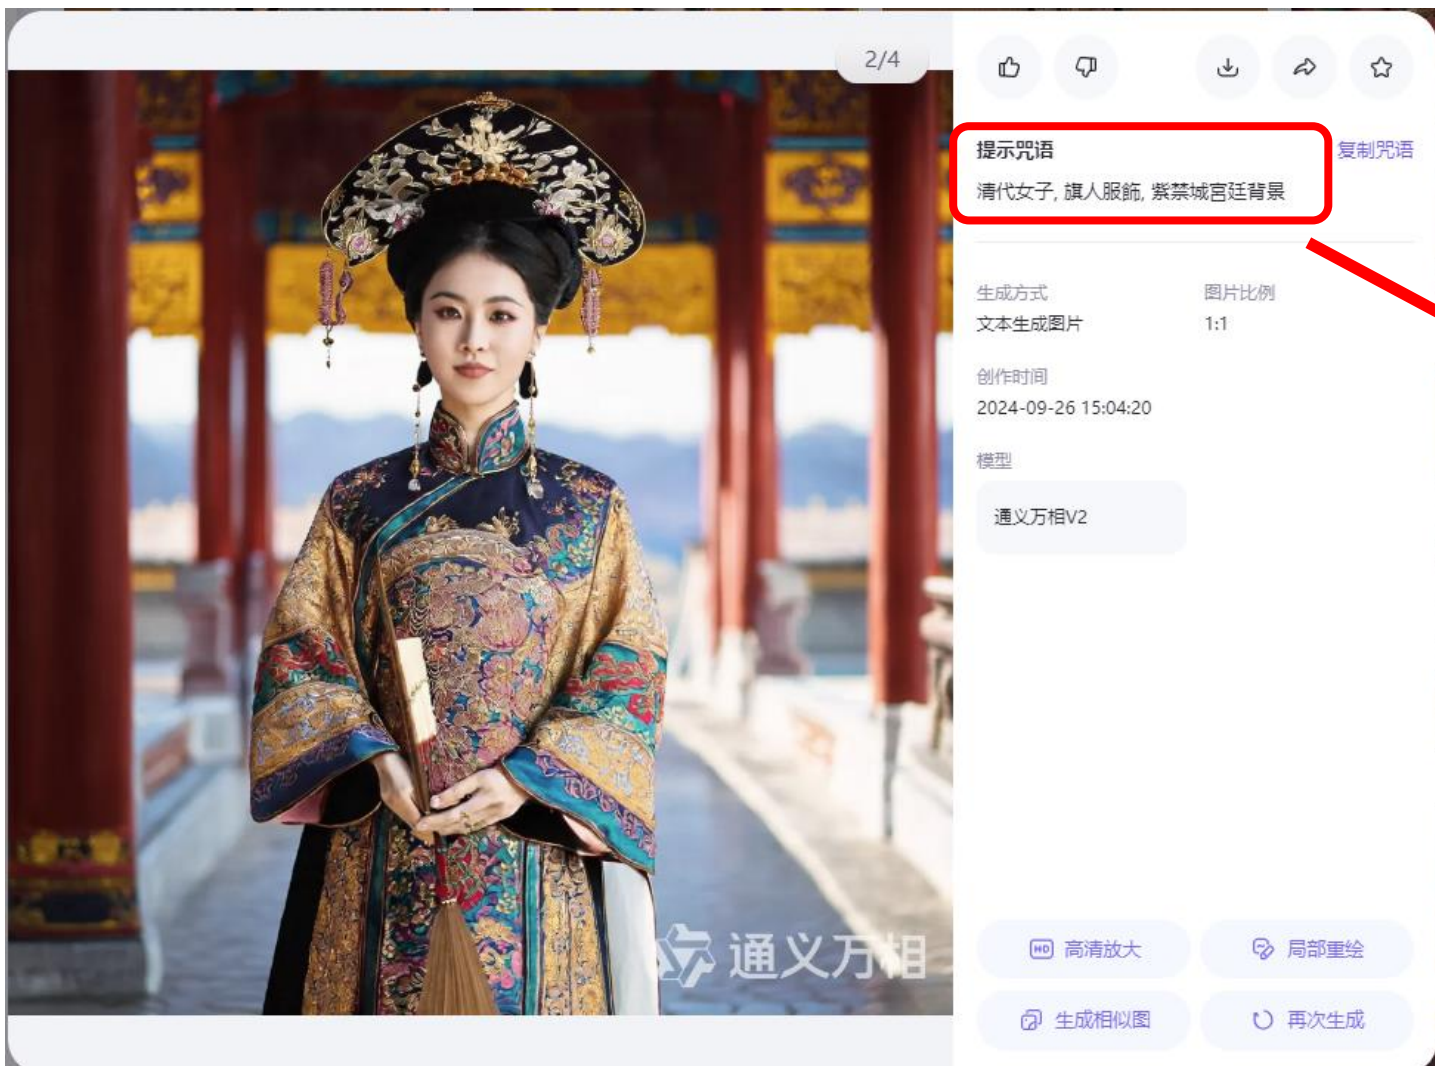 2/4
提示咒语
复制咒语
清代女子, 旗人服飾, 紫禁城宮廷背景
生成方式
图片比例
文本生成图片
1:1
创作时间
2024-09-26 15:04:20
模型
通义万相V2
通义万相
HD 高清放大
局部重绘
生成相似图
再次生成